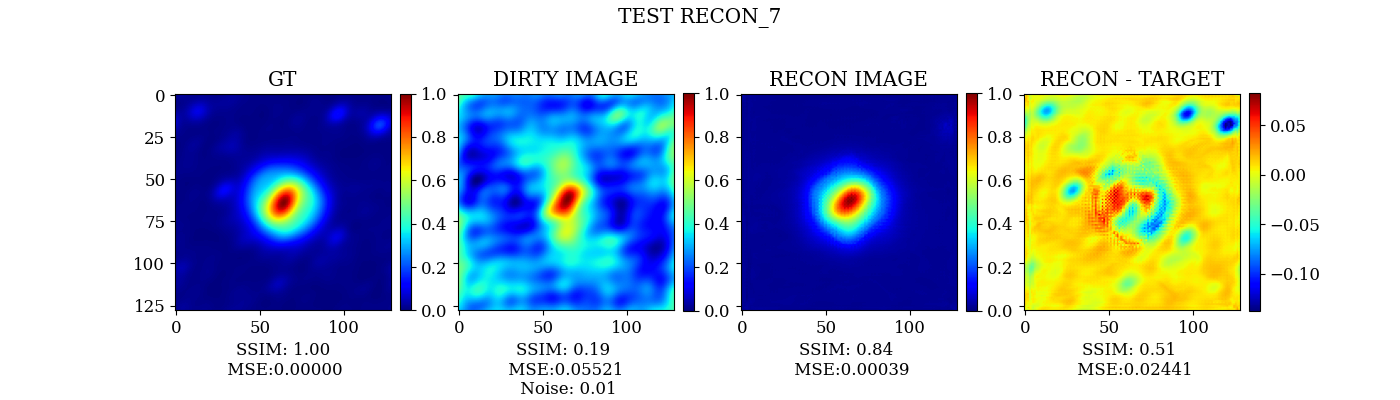 TEST RECON_7
GT
DIRTY IMAGE
RECON IMAGE
RECON - TARGET
0
25
50
75
100
125
0 50 100
0.0
0.2
0.4
0.6
0.8
1.0
0 50 100
0.0
0.2
0.4
0.6
0.8
1.0
0 50 100
0.0
0.2
0.4
0.6
0.8
1.0
0 50 100
0.05
0.00
−0.05
−0.10
SSIM: 1.00
MSE:0.00000
SSIM: 0.19
MSE:0.05521
Noise: 0.01
SSIM: 0.84
MSE:0.00039
SSIM: 0.51
MSE:0.02441